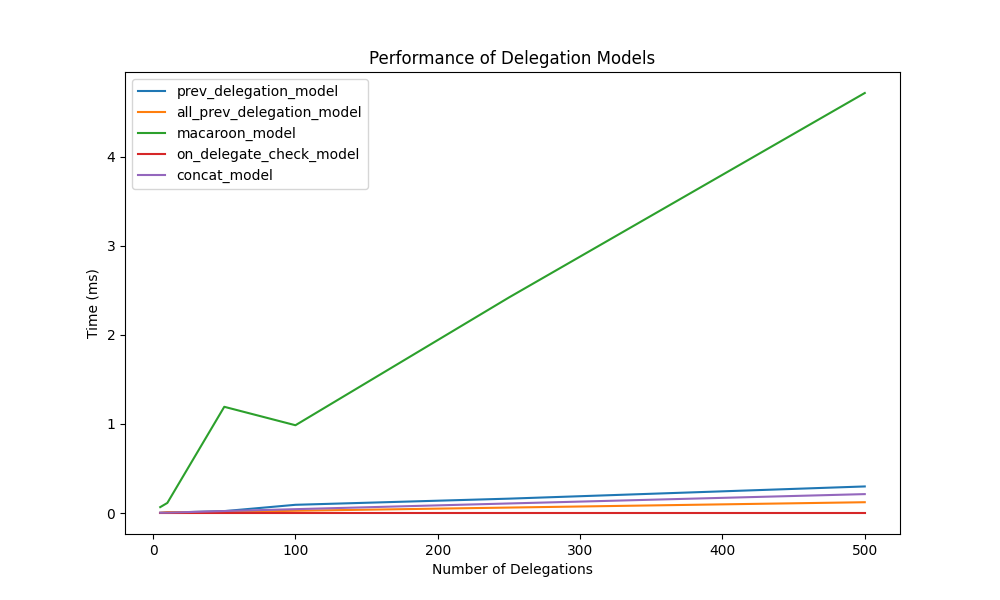 Performance of Delegation Models
prev_delegation_model
all_prev_delegation_model
macaroon_model
on_delegate_check_model
concat_model
4
3
2
1
0
Time (ms)
0 100 200 300 400 500
Number of Delegations